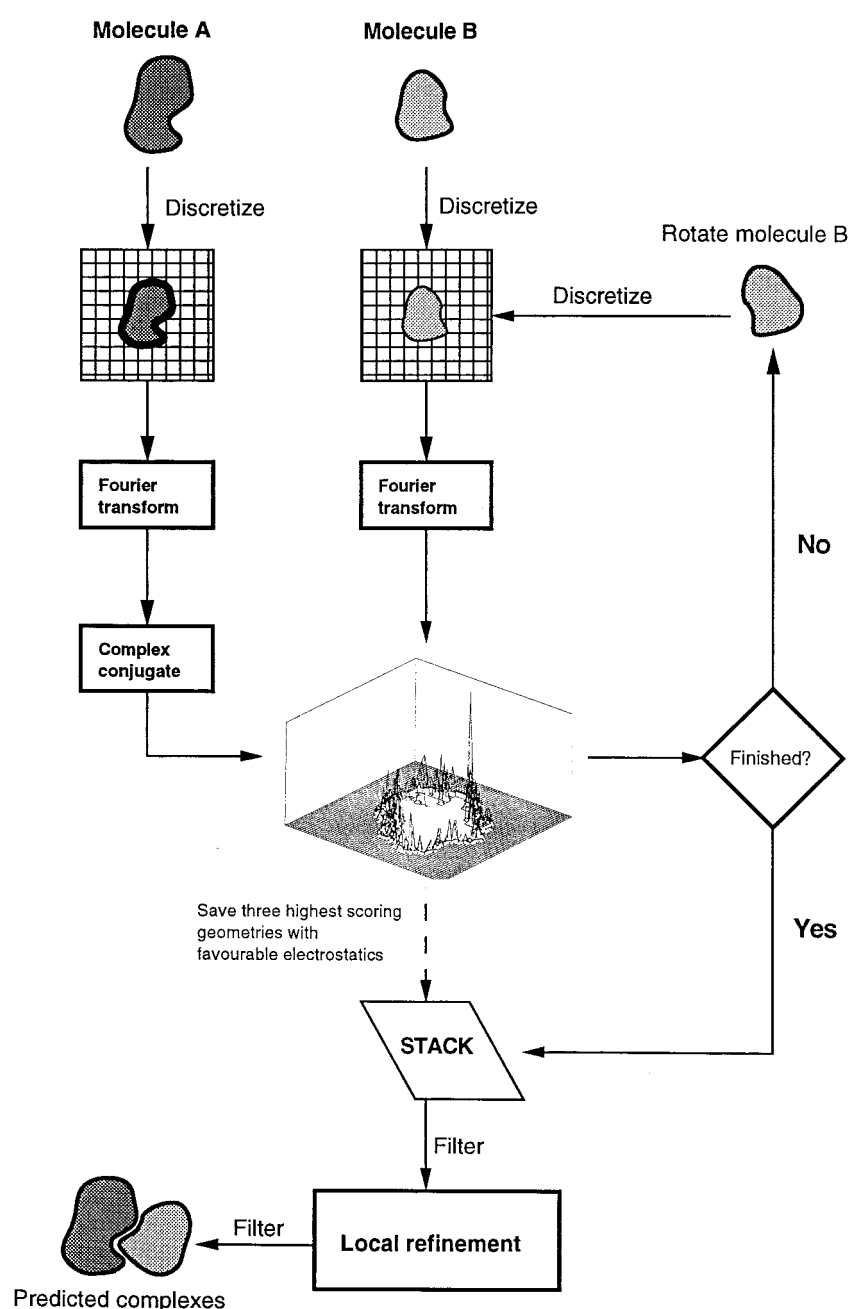 Molecule A
Molecule B
Discretize
Discretize
Rotate molecule B
Discretize
Fourier
transform
Fourier
transform
No
Complex
conjugate
Finished?
Save three highest scoring
geometries with
favourable electrostatics
Yes
STACK
Filter
Local refinement
Filter
Predicted complexes